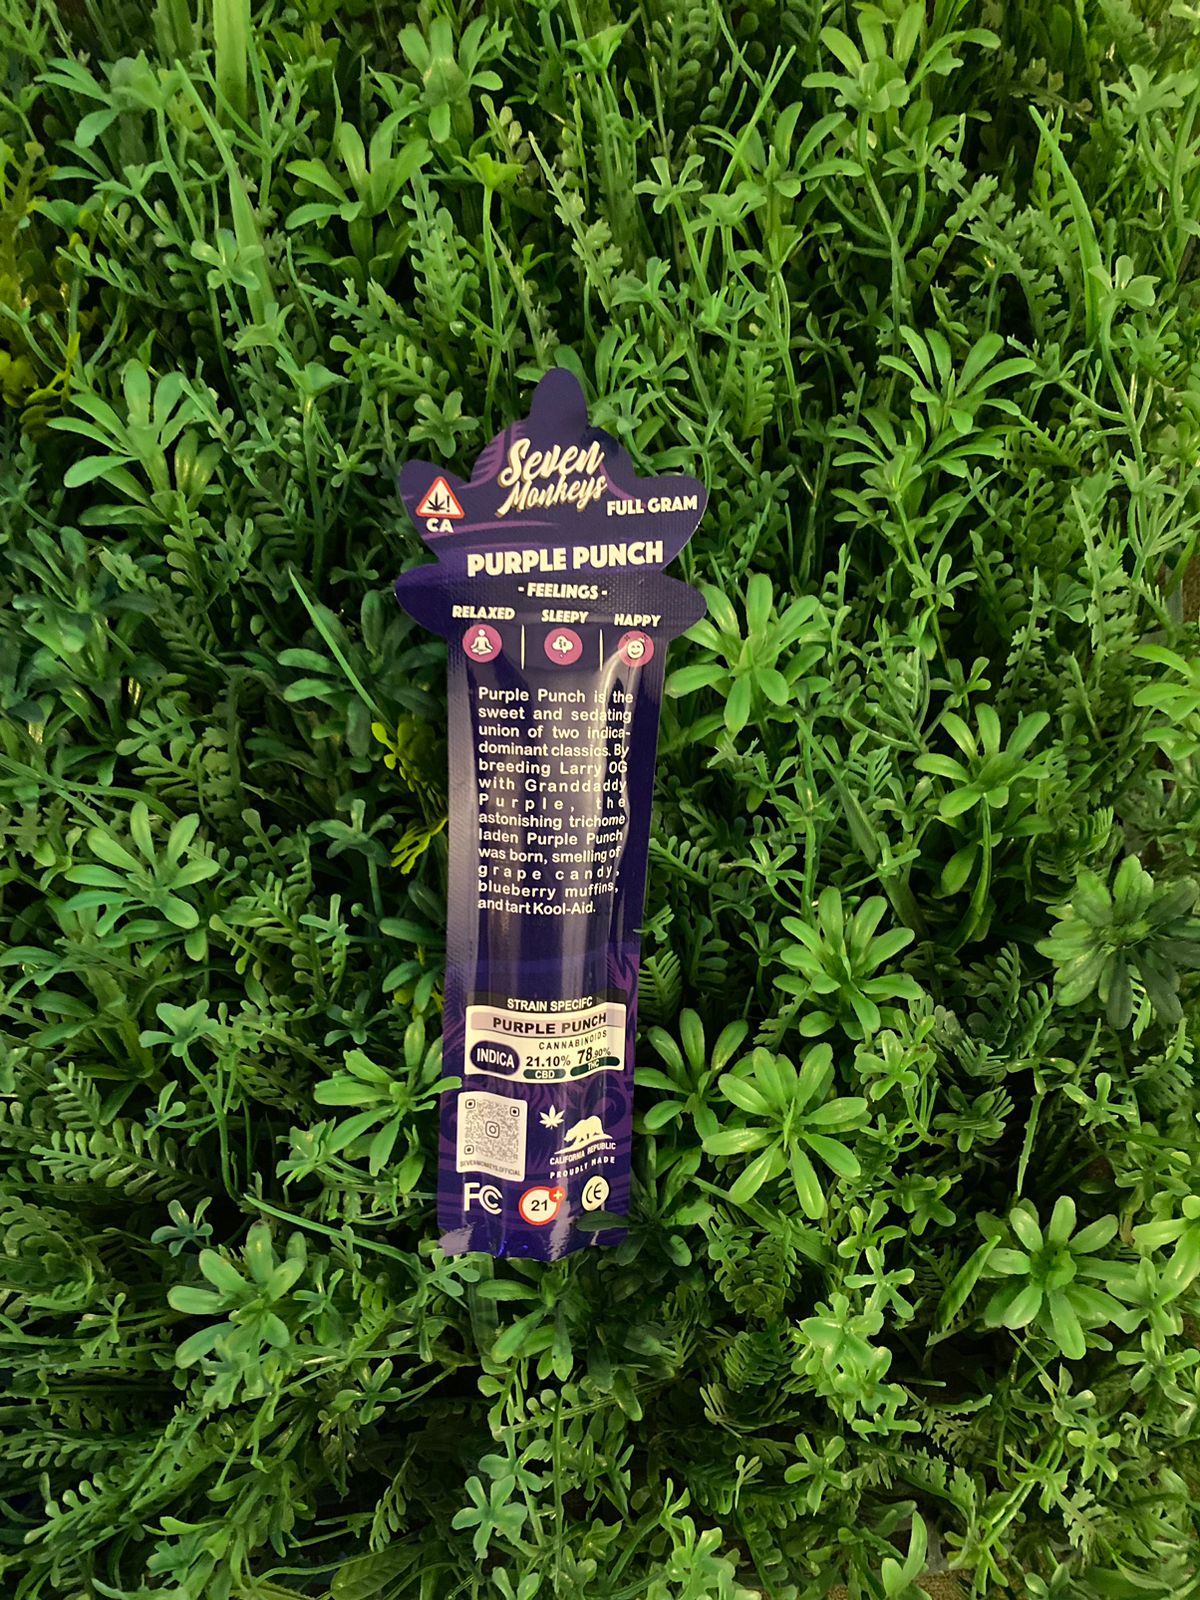 Seven
Monkeys
FULL GRAM
CA
PURPLE PUNCH
- FEELINGS -
RELAXED SLEEPY HAPPY
Purple Punch is the
sweet and sedating
union of two indica-
dominant classics. By
breeding Larry OG
with Granddaddy
Purple, the
astonishing trichome
laden Purple Punch
was born, smelling of
grape candy,
blueberry muffins,
and tart Kool-Aid.
STRAIN SPECIFC
PURPLE PUNCH
CANNABINOIDS
INDICA 21.10% 78.90%
CBD THC
SEVENMONKEYS.OFFICIAL
CALIFORNIA REPUBLIC
PROUDLY MADE
FC 21+ CE